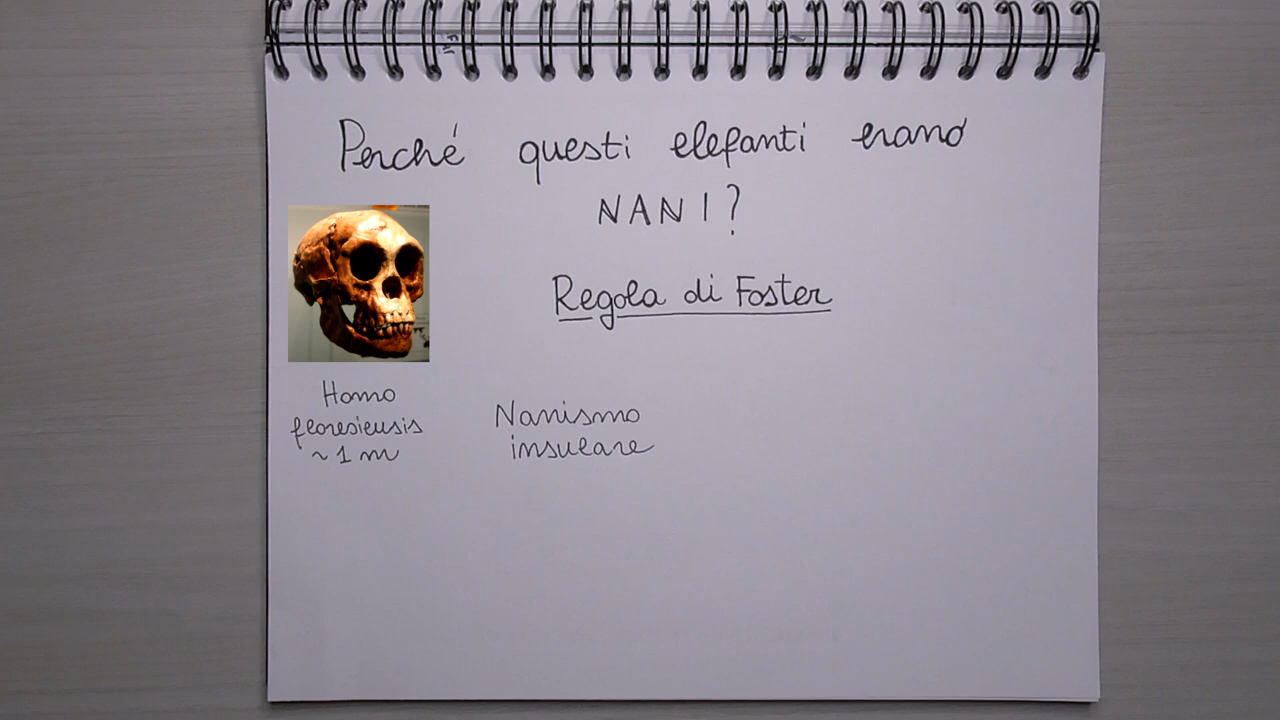 Perché questi elefanti erano
NANI?
Regola di Foster
Homo
floresiensis
~ 1 m
Nanismo
insulare